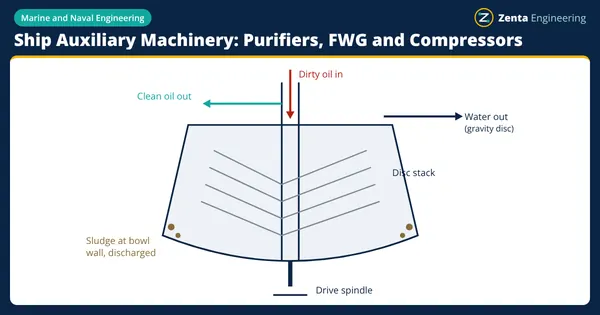 Marine and Naval Engineering
Zenta Engineering
Ship Auxiliary Machinery: Purifiers, FWG and Compressors
Dirty oil in
Clean oil out
Water out
(gravity disc)
Disc stack
Sludge at bowl
wall, discharged
Drive spindle